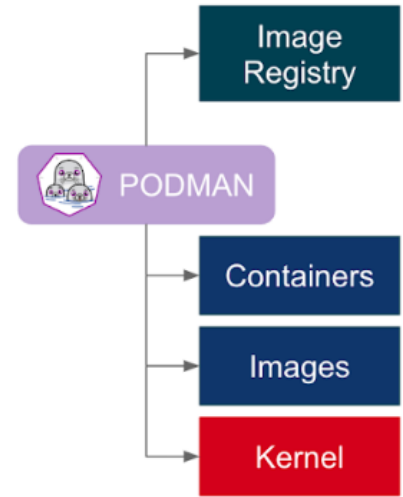 Image
Registry
PODMAN
Containers
Images
Kernel